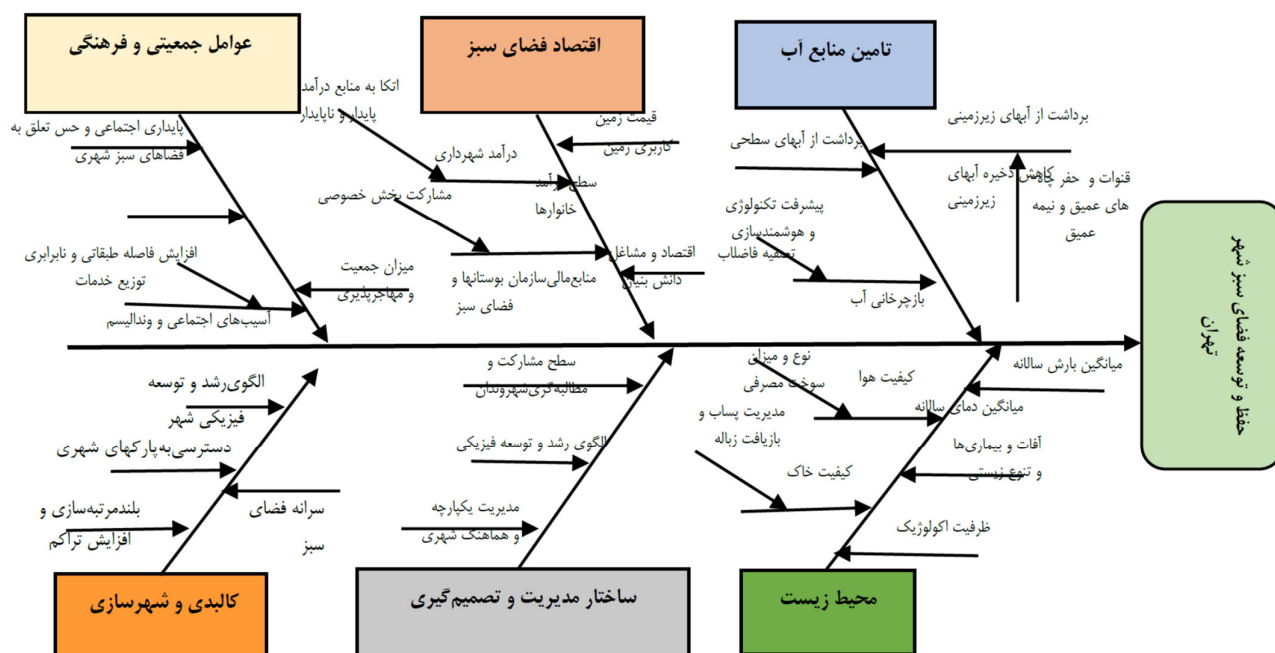 تامین منابع آب
اقتصاد فضای سبز
عوامل جمعیتی و فرهنگی
برداشت از آبهای زیرزمینی
برداشت از آبهای سطحی
کاهش ذخیره آبهای
زیرزمینی
قنوات و حفر چاه
های عمیق و نیمه
عمیق
پیشرفت تکنولوژی
و هوشمندسازی
تصفیه فاضلاب
بازچرخانی آب
قیمت زمین
کاربری زمین
اتکا به منابع درآمد
پایدار و ناپایدار
درآمد شهرداری
سطح درآمد
خانوارها
مشارکت بخش خصوصی
اقتصاد و مشاغل
دانش بنیان
منابع‌مالی‌سازمان بوستانها و
فضای سبز
پایداری اجتماعی و حس تعلق به
فضاهای سبز شهری
افزایش فاصله طبقاتی و نابرابری
توزیع خدمات
میزان جمعیت
و مهاجرپذیری
آسیب‌های اجتماعی و وندالیسم
حفظ و توسعه فضای سبز شهر
تهران
میانگین بارش سالانه
نوع و میزان
سوخت مصرفی
کیفیت هوا
میانگین دمای سالانه
مدیریت پساب و
بازیافت زباله
آفات و بیماری‌ها
و تنوع زیستی
کیفیت خاک
ظرفیت اکولوژیک
سطح مشارکت و
مطالبه‌گری‌شهروندان
الگوی رشد و توسعه فیزیکی
مدیریت یکپارچه
و هماهنگ شهری
الگوی‌رشد و توسعه
فیزیکی شهر
دسترسی‌به‌پارکهای شهری
سرانه فضای
سبز
بلندمرتبه‌سازی و
افزایش تراکم
محیط زیست
ساختار مدیریت و تصمیم‌گیری
کالبدی و شهرسازی